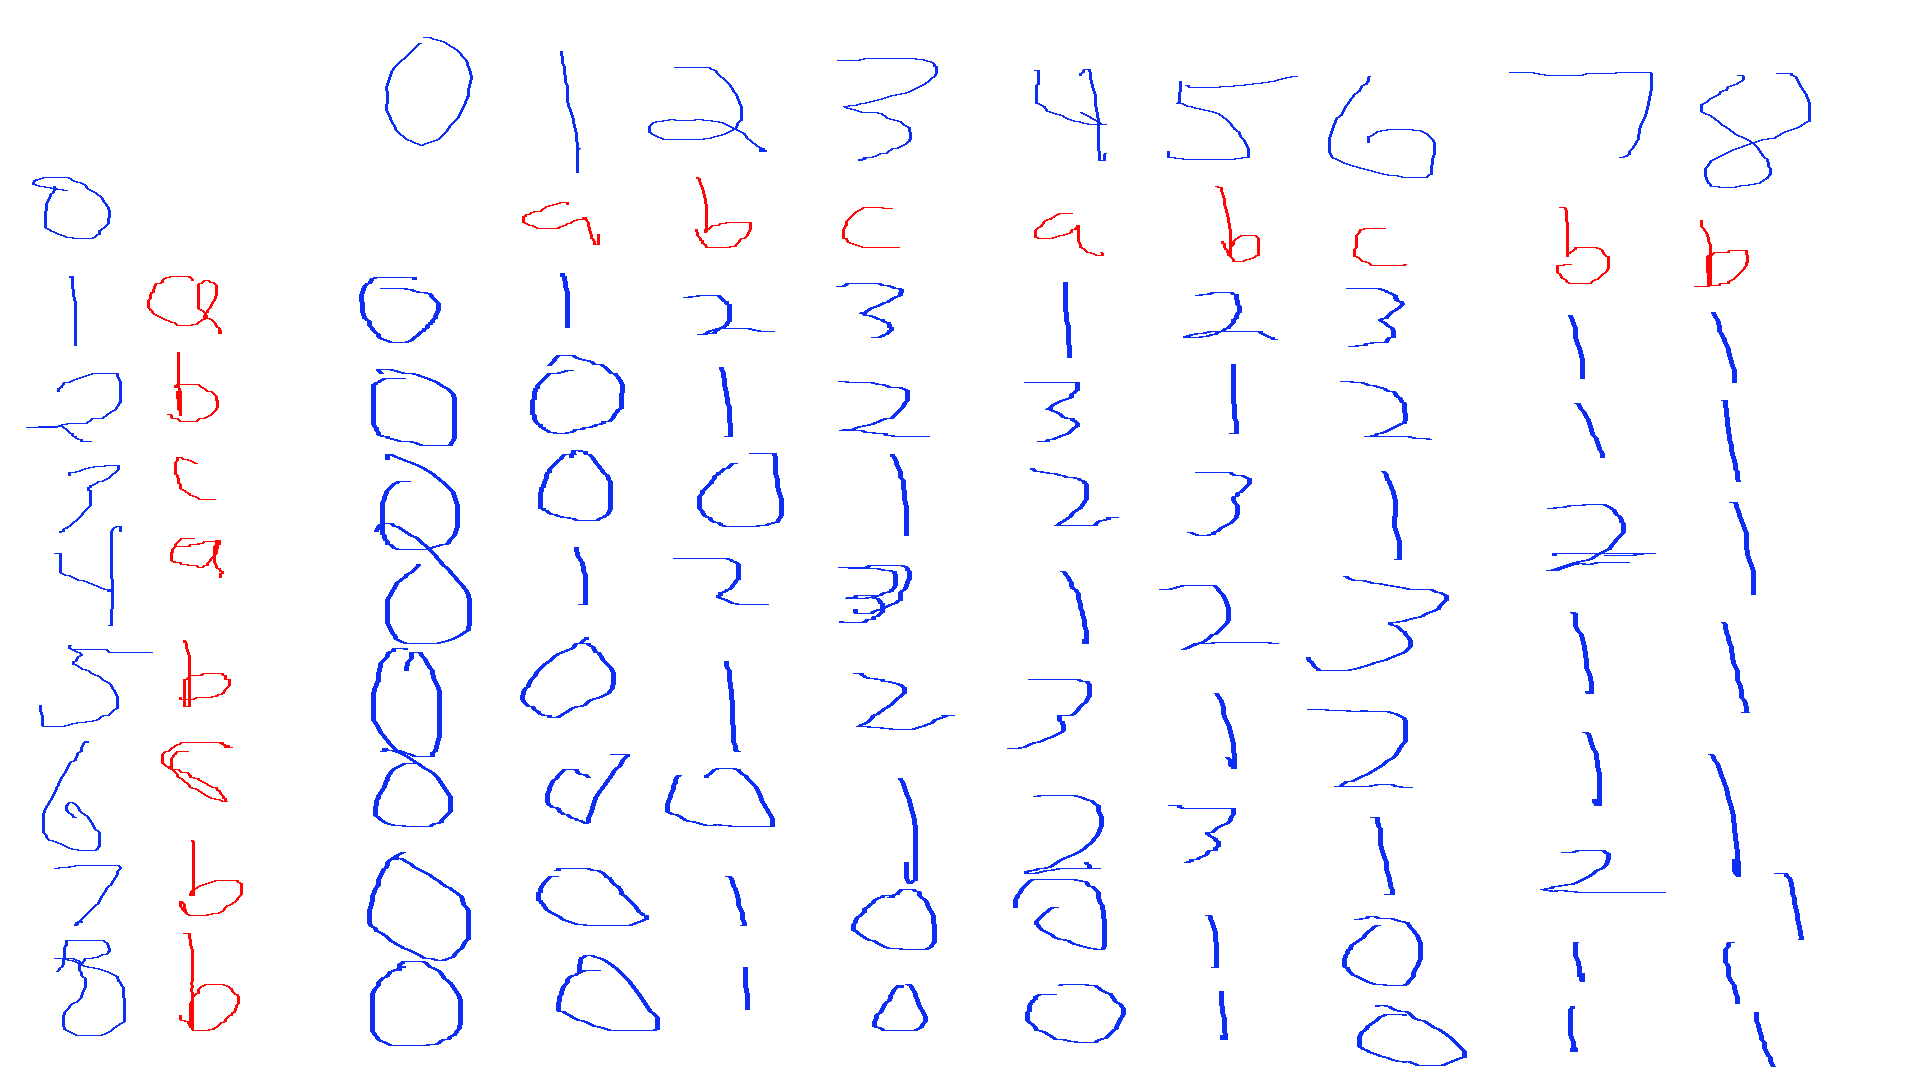 0 1 2 3 4 5 6 7 8
0 a b c a b c b b
1 a 0 1 2 3 1 2 3 1 1
2 b 0 0 1 2 3 1 2 1 1
3 c 0 0 0 1 2 3 1 2 1
4 a 0 1 2 3 1 2 3 1 1
5 b 0 0 1 2 3 1 2 1 1
6 c 0 0 0 1 2 3 1 2 1
7 b 0 0 1 0 0 1 0 1 1
8 b 0 0 1 0 0 1 0 1 1